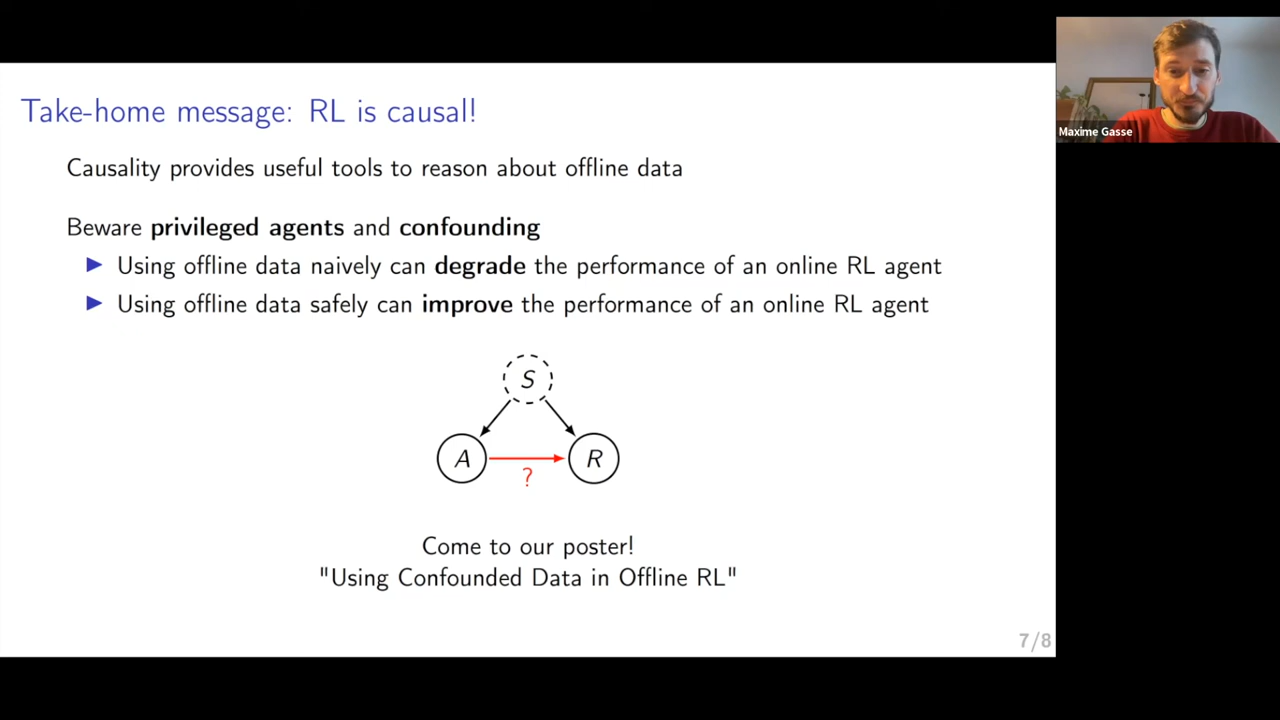 Take-home message: RL is causal!
Causality provides useful tools to reason about offline data
Beware privileged agents and confounding
▶ Using offline data naively can degrade the performance of an online RL agent
▶ Using offline data safely can improve the performance of an online RL agent
S
A
R
?
Come to our poster!
"Using Confounded Data in Offline RL"
7/8
Maxime Gasse